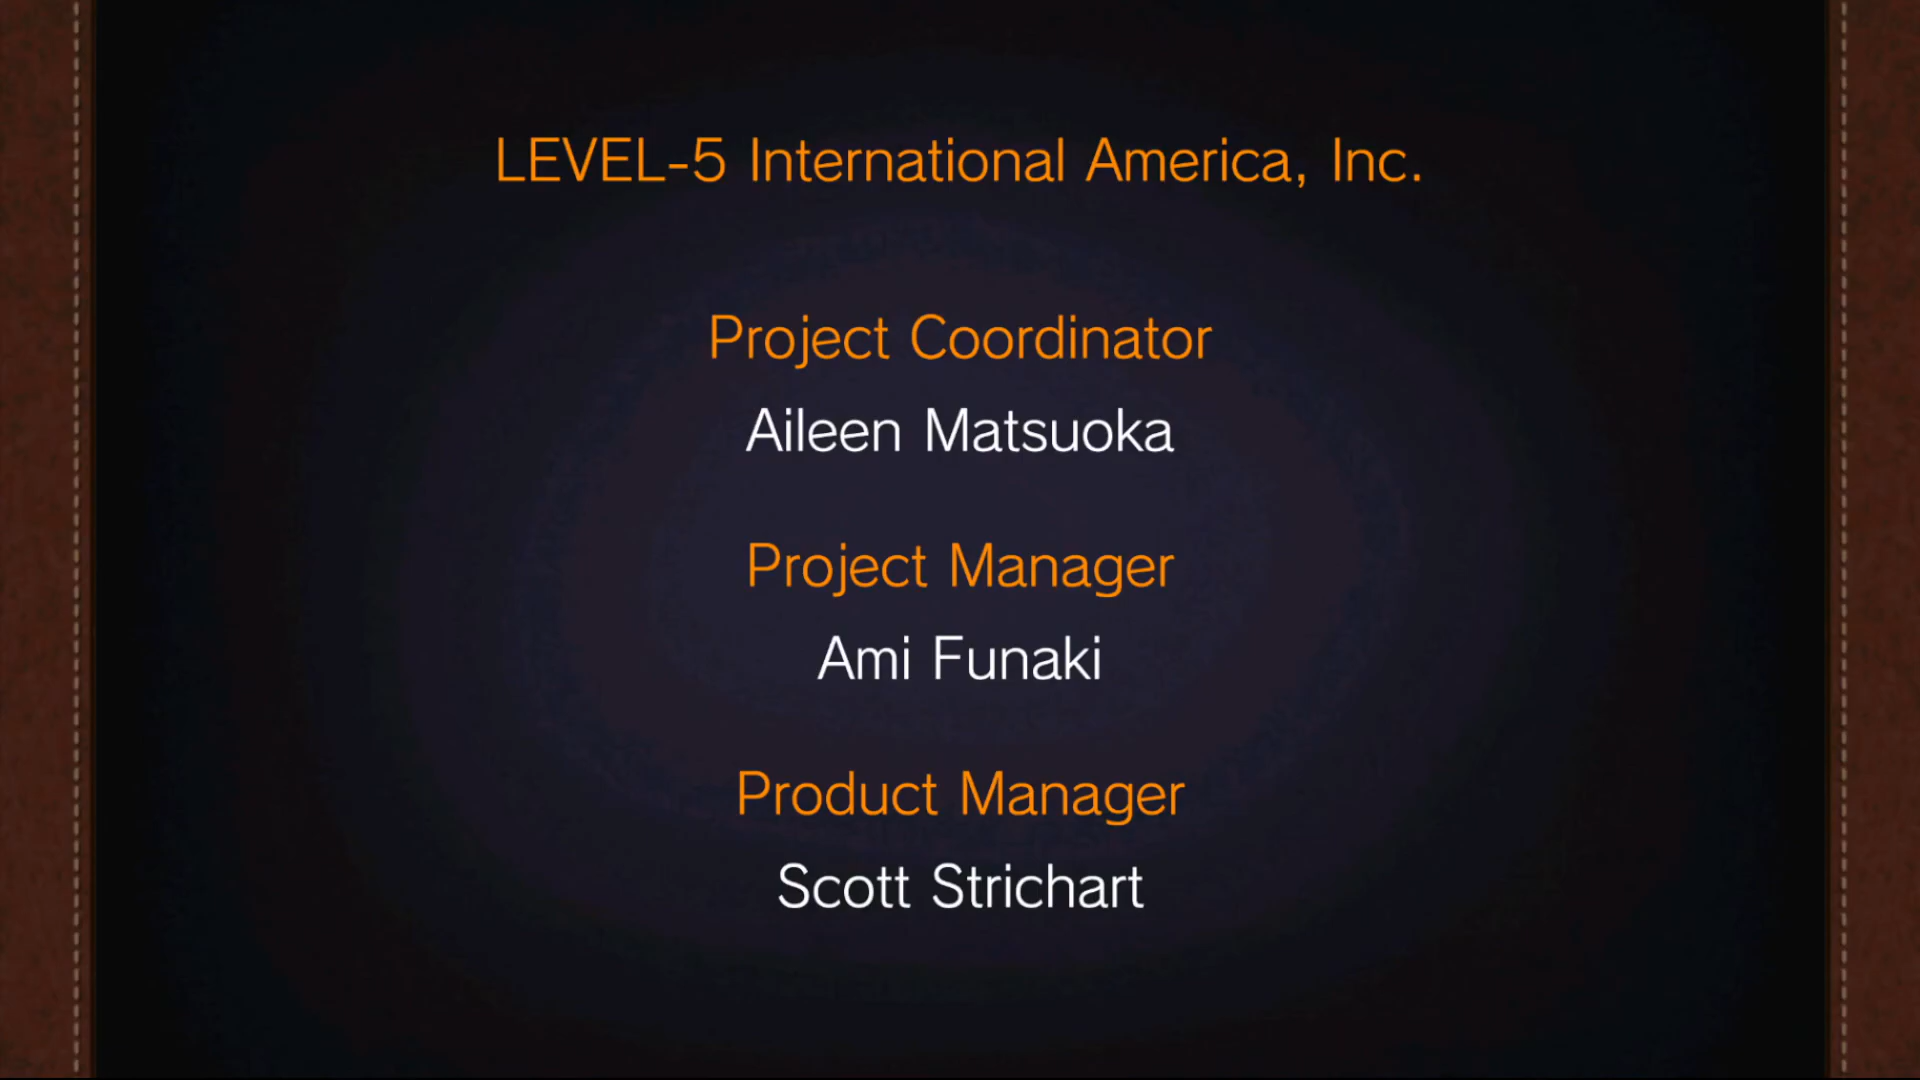 LEVEL-5 International America, Inc.
Project Coordinator
Aileen Matsuoka
Project Manager
Ami Funaki
Product Manager
Scott Strichart